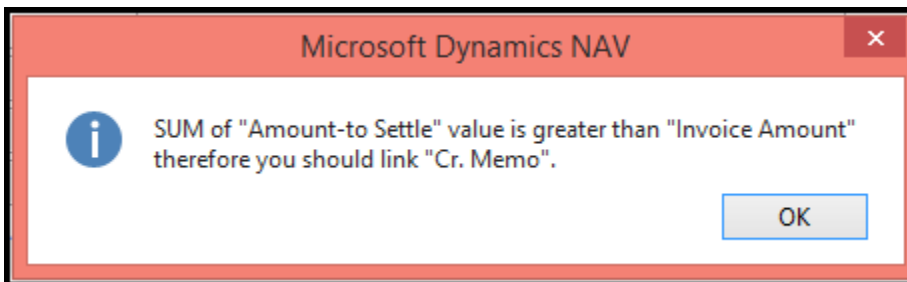 Microsoft Dynamics NAV
SUM of "Amount-to Settle" value is greater than "Invoice Amount"
therefore you should link "Cr. Memo".
OK